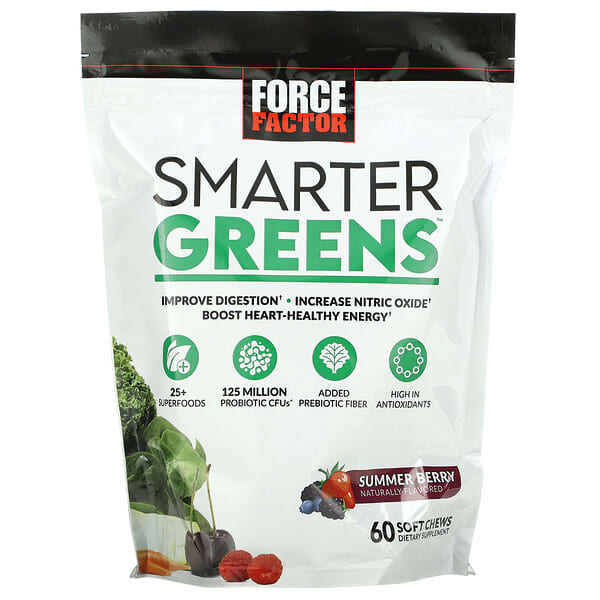 FORCE
FACTOR
SMARTER
GREENS™
IMPROVE DIGESTION† • INCREASE NITRIC OXIDE†
BOOST HEART-HEALTHY ENERGY†
25+
SUPERFOODS
125 MILLION
PROBIOTIC CFUs*
ADDED
PREBIOTIC FIBER
HIGH IN
ANTIOXIDANTS
SUMMER BERRY
NATURALLY FLAVORED
60 SOFT CHEWS
DIETARY SUPPLEMENT